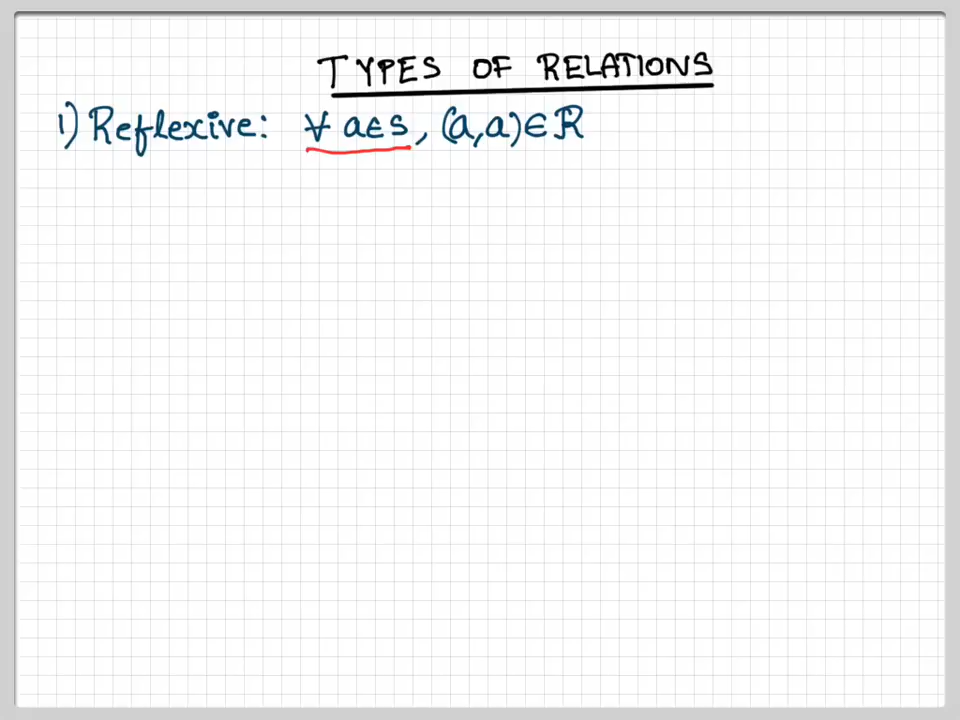 TYPES OF RELATIONS
1) Reflexive: ∀ a∈s, (a,a)∈R